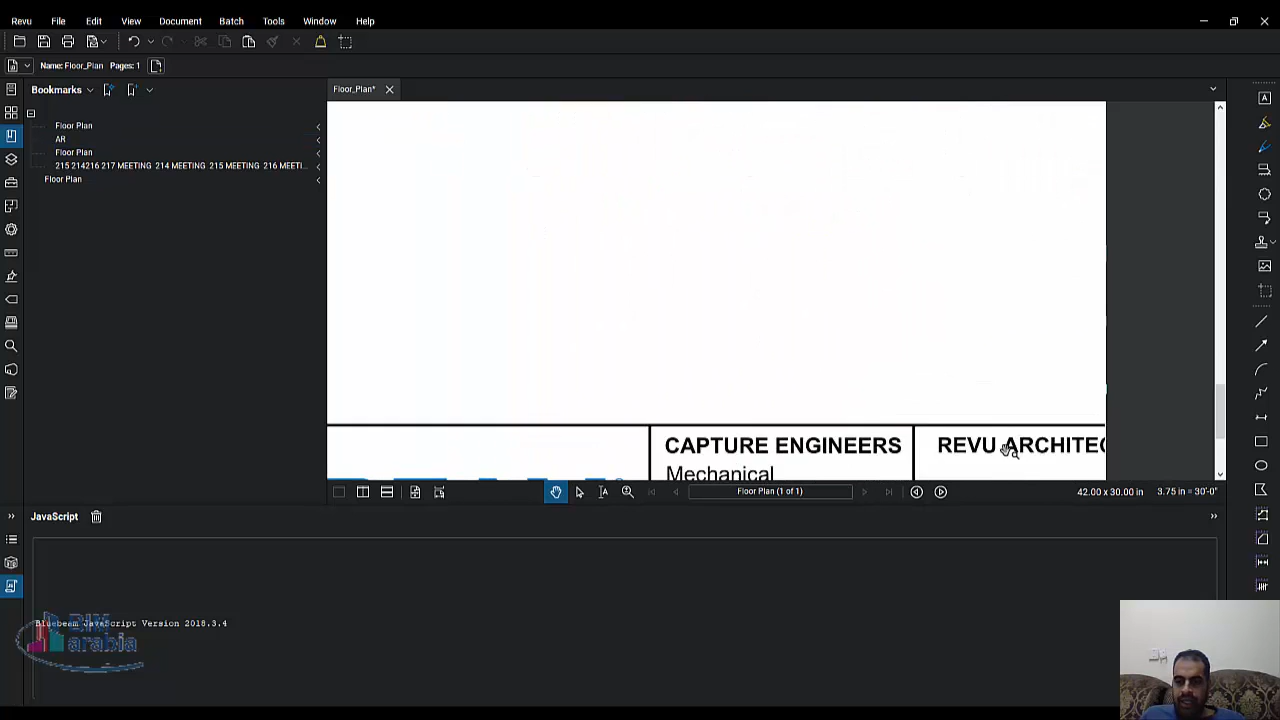 Revu File Edit View Document Batch Tools Window Help
Name: Floor_Plan Pages: 1
Bookmarks
Floor_Plan*
Floor Plan
AR
Floor Plan
215 214216 217 MEETING 214 MEETING 215 MEETING 216 MEETI...
Floor Plan
CAPTURE ENGINEERS
REVU ARCHITEC
Mechanical
Floor Plan (1 of 1)
42.00 x 30.00 in
3.75 in = 30'-0"
JavaScript
Bluebeam JavaScript Version 2018.3.4
BIM
arabia